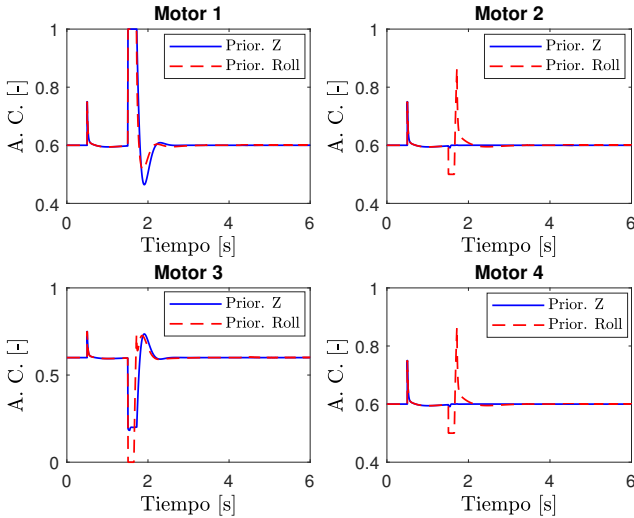 Motor 1
A. C. [-]
1
0.8
0.6
0.4
Prior. Z
Prior. Roll
0 2 4 6
Tiempo [s]
Motor 2
A. C. [-]
1
0.8
0.6
0.4
Prior. Z
Prior. Roll
0 2 4 6
Tiempo [s]
Motor 3
A. C. [-]
1
0.5
0
Prior. Z
Prior. Roll
0 2 4 6
Tiempo [s]
Motor 4
A. C. [-]
1
0.8
0.6
0.4
Prior. Z
Prior. Roll
0 2 4 6
Tiempo [s]